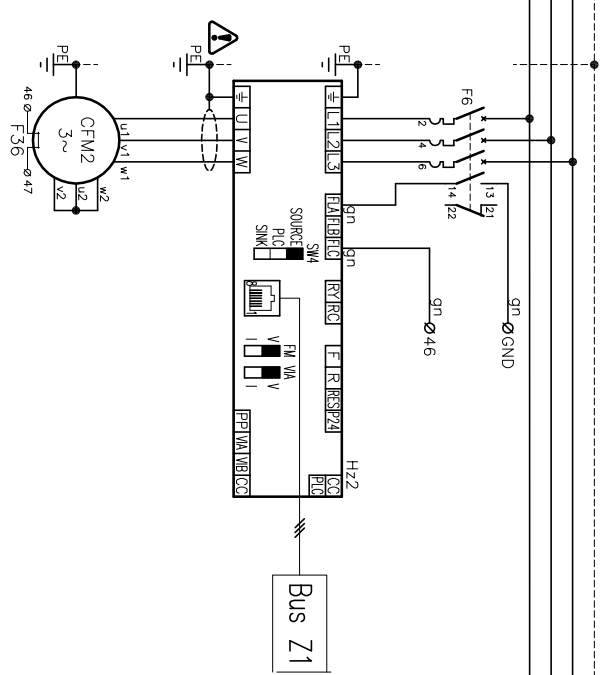 PE
PE
PE
F6
2
4
6
14
13
22
21
L1
L2
L3
U
V
W
u1
v1
w1
CFM2
3~
46
47
F36
v2
u2
w2
FLA
FLB
FLC
gn
gn
gn
gn
46
GND
SW4
SOURCE
PLC
SINK
RY
RC
8
1
F
R
RES
P24
FM
V
I
VIA
V
I
PP
VIA
VIB
CC
PLC
CC
Hz2
Bus Z1